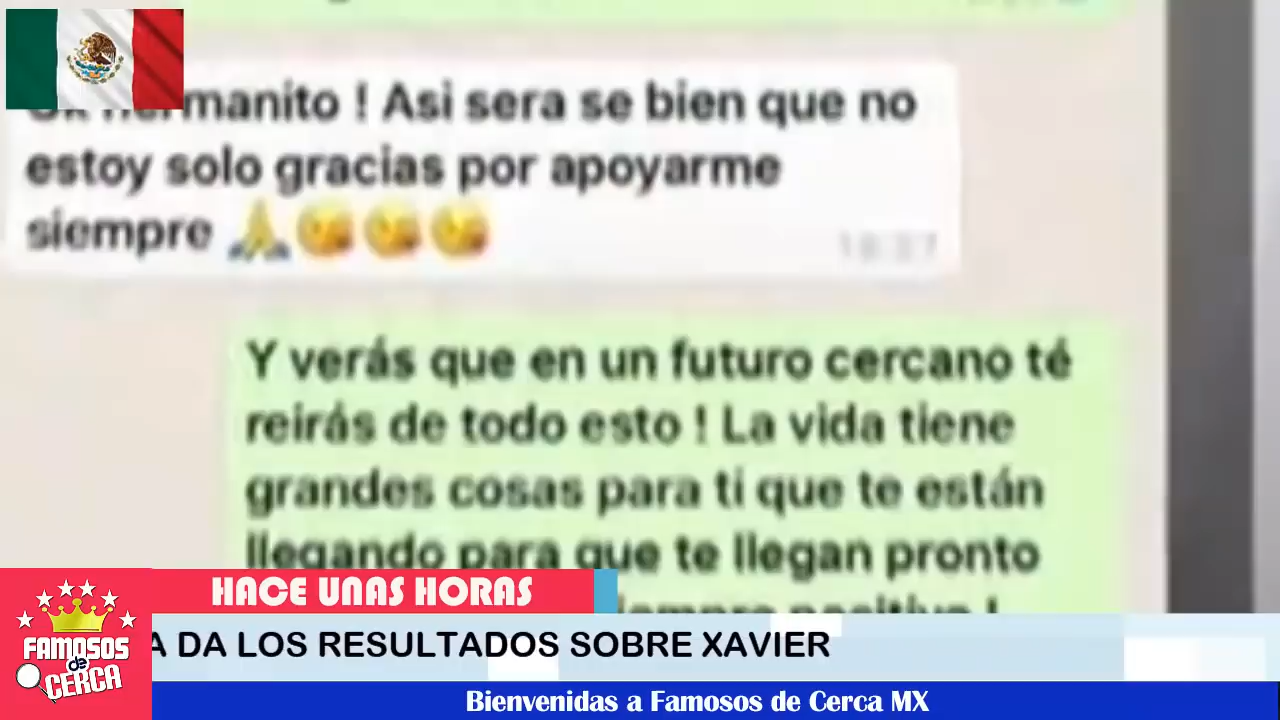 manito ! Asi sera se bien que no
estoy solo gracias por apoyarme
siempre 🙏😘😘😘
Y verás que en un futuro cercano té
reirás de todo esto ! La vida tiene
grandes cosas para ti que te están
llegando para que te llegan pronto
HACE UNAS HORAS
A DA LOS RESULTADOS SOBRE XAVIER
FAMOSOS
de
CERCA
Bienvenidas a Famosos de Cerca MX